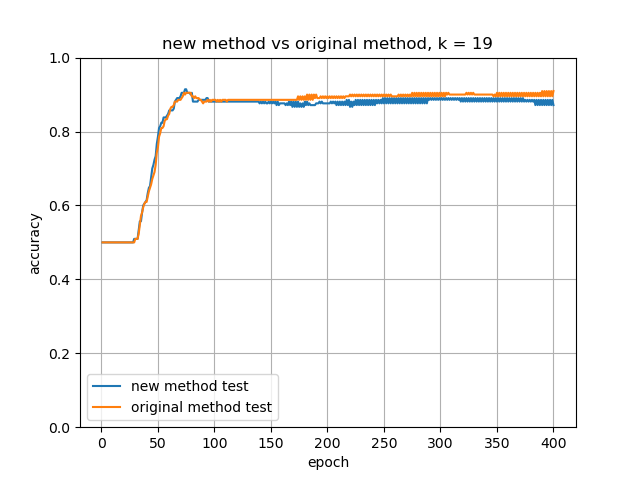 new method vs original method, k = 19
accuracy
1.0
0.8
0.6
0.4
0.2
0.0
new method test
original method test
0 50 100 150 200 250 300 350 400
epoch